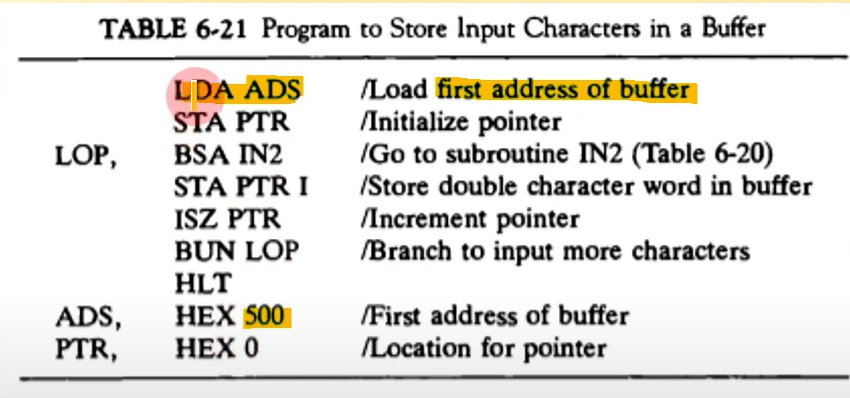 TABLE 6-21 Program to Store Input Characters in a Buffer
LDA ADS /Load first address of buffer
STA PTR /Initialize pointer
LOP, BSA IN2 /Go to subroutine IN2 (Table 6-20)
STA PTR I /Store double character word in buffer
ISZ PTR /Increment pointer
BUN LOP /Branch to input more characters
HLT
ADS, HEX 500 /First address of buffer
PTR, HEX 0 /Location for pointer